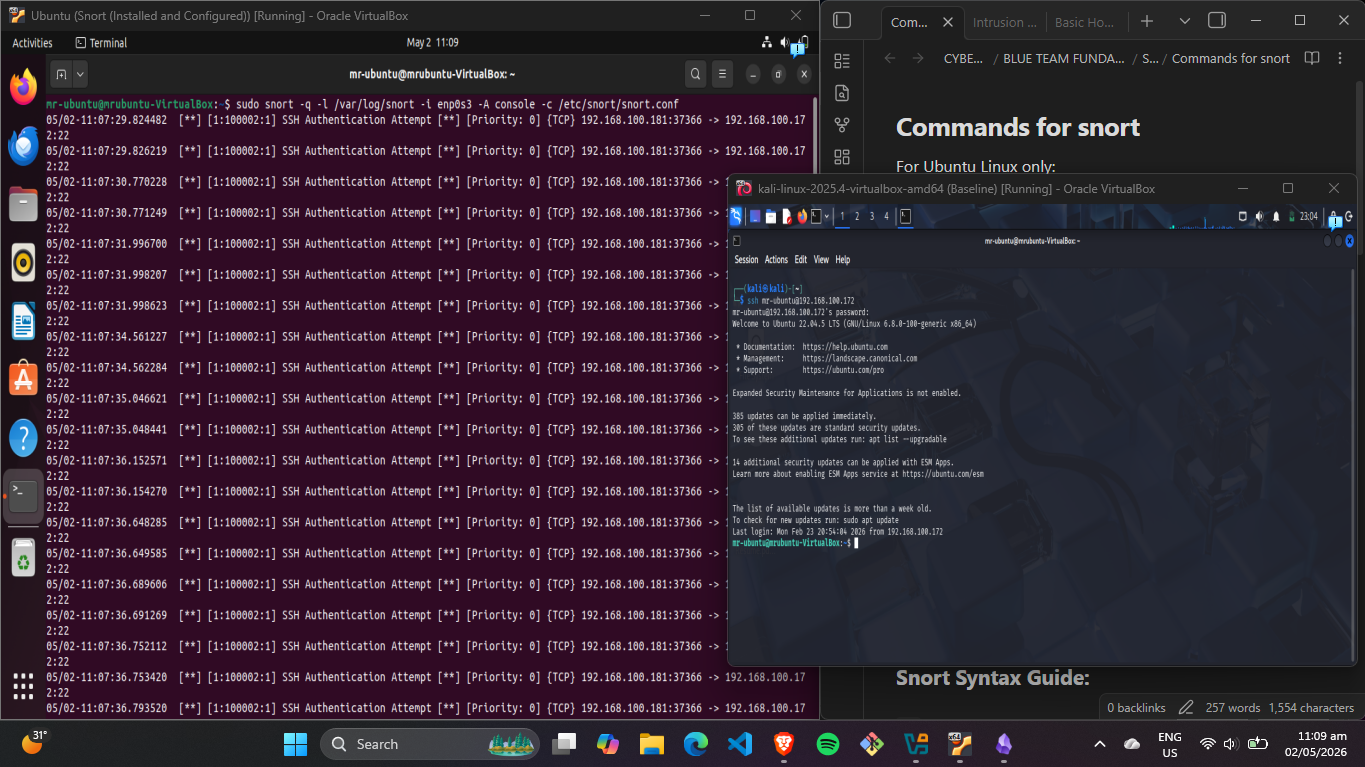 Ubuntu (Snort (Installed and Configured)) [Running] - Oracle VirtualBox
Activities
Terminal
May 2 11:09
mr-ubuntu@mrubuntu-VirtualBox: ~
mr-ubuntu@mrubuntu-VirtualBox:~$ sudo snort -q -l /var/log/snort -i enp0s3 -A console -c /etc/snort/snort.conf
05/02-11:07:29.824482 [**] [1:100002:1] SSH Authentication Attempt [**] [Priority: 0] {TCP} 192.168.100.181:37366 -> 192.168.100.17
2:22
05/02-11:07:29.826219 [**] [1:100002:1] SSH Authentication Attempt [**] [Priority: 0] {TCP} 192.168.100.181:37366 -> 192.168.100.17
2:22
05/02-11:07:30.770228 [**] [1:100002:1] SSH Authentication Attempt [**] [Priority: 0] {TCP} 192.168.100.181:37366 ->
2:22
05/02-11:07:30.771249 [**] [1:100002:1] SSH Authentication Attempt [**] [Priority: 0] {TCP} 192.168.100.181:37366 ->
2:22
05/02-11:07:31.996700 [**] [1:100002:1] SSH Authentication Attempt [**] [Priority: 0] {TCP} 192.168.100.181:37366 ->
2:22
05/02-11:07:31.998207 [**] [1:100002:1] SSH Authentication Attempt [**] [Priority: 0] {TCP} 192.168.100.181:37366 ->
2:22
05/02-11:07:31.998623 [**] [1:100002:1] SSH Authentication Attempt [**] [Priority: 0] {TCP} 192.168.100.181:37366 ->
2:22
05/02-11:07:34.561227 [**] [1:100002:1] SSH Authentication Attempt [**] [Priority: 0] {TCP} 192.168.100.181:37366 ->
2:22
05/02-11:07:34.562284 [**] [1:100002:1] SSH Authentication Attempt [**] [Priority: 0] {TCP} 192.168.100.181:37366 ->
2:22
05/02-11:07:35.046621 [**] [1:100002:1] SSH Authentication Attempt [**] [Priority: 0] {TCP} 192.168.100.181:37366 ->
2:22
05/02-11:07:35.048441 [**] [1:100002:1] SSH Authentication Attempt [**] [Priority: 0] {TCP} 192.168.100.181:37366 ->
2:22
05/02-11:07:36.152571 [**] [1:100002:1] SSH Authentication Attempt [**] [Priority: 0] {TCP} 192.168.100.181:37366 ->
2:22
05/02-11:07:36.154270 [**] [1:100002:1] SSH Authentication Attempt [**] [Priority: 0] {TCP} 192.168.100.181:37366 ->
2:22
05/02-11:07:36.648285 [**] [1:100002:1] SSH Authentication Attempt [**] [Priority: 0] {TCP} 192.168.100.181:37366 ->
2:22
05/02-11:07:36.649585 [**] [1:100002:1] SSH Authentication Attempt [**] [Priority: 0] {TCP} 192.168.100.181:37366 ->
2:22
05/02-11:07:36.689606 [**] [1:100002:1] SSH Authentication Attempt [**] [Priority: 0] {TCP} 192.168.100.181:37366 ->
2:22
05/02-11:07:36.691269 [**] [1:100002:1] SSH Authentication Attempt [**] [Priority: 0] {TCP} 192.168.100.181:37366 ->
2:22
05/02-11:07:36.752112 [**] [1:100002:1] SSH Authentication Attempt [**] [Priority: 0] {TCP} 192.168.100.181:37366 ->
2:22
05/02-11:07:36.753420 [**] [1:100002:1] SSH Authentication Attempt [**] [Priority: 0] {TCP} 192.168.100.181:37366 -> 192.168.100.17
2:22
05/02-11:07:36.793520 [**] [1:100002:1] SSH Authentication Attempt [**] [Priority: 0] {TCP} 192.168.100.181:37366 -> 192.168.100.17
Com...
Intrusion ...
Basic Ho...
CYBE... / BLUE TEAM FUNDA... / S... / Commands for snort
Commands for snort
For Ubuntu Linux only:
kali-linux-2025.4-virtualbox-amd64 (Baseline) [Running] - Oracle VirtualBox
1 2 3 4
23:04
mr-ubuntu@mrubuntu-VirtualBox: ~
Session Actions Edit View Help
(kali㉿kali)-[~]
$ ssh mr-ubuntu@192.168.100.172
mr-ubuntu@192.168.100.172's password:
Welcome to Ubuntu 22.04.5 LTS (GNU/Linux 6.8.0-100-generic x86_64)
* Documentation: https://help.ubuntu.com
* Management: https://landscape.canonical.com
* Support: https://ubuntu.com/pro
Expanded Security Maintenance for Applications is not enabled.
385 updates can be applied immediately.
305 of these updates are standard security updates.
To see these additional updates run: apt list --upgradable
14 additional security updates can be applied with ESM Apps.
Learn more about enabling ESM Apps service at https://ubuntu.com/esm
The list of available updates is more than a week old.
To check for new updates run: sudo apt update
Last login: Mon Feb 23 20:54:04 2026 from 192.168.100.172
mr-ubuntu@mrubuntu-VirtualBox:~$
Snort Syntax Guide:
0 backlinks
257 words
1,554 characters
31°
Search
ENG
US
11:09 am
02/05/2026